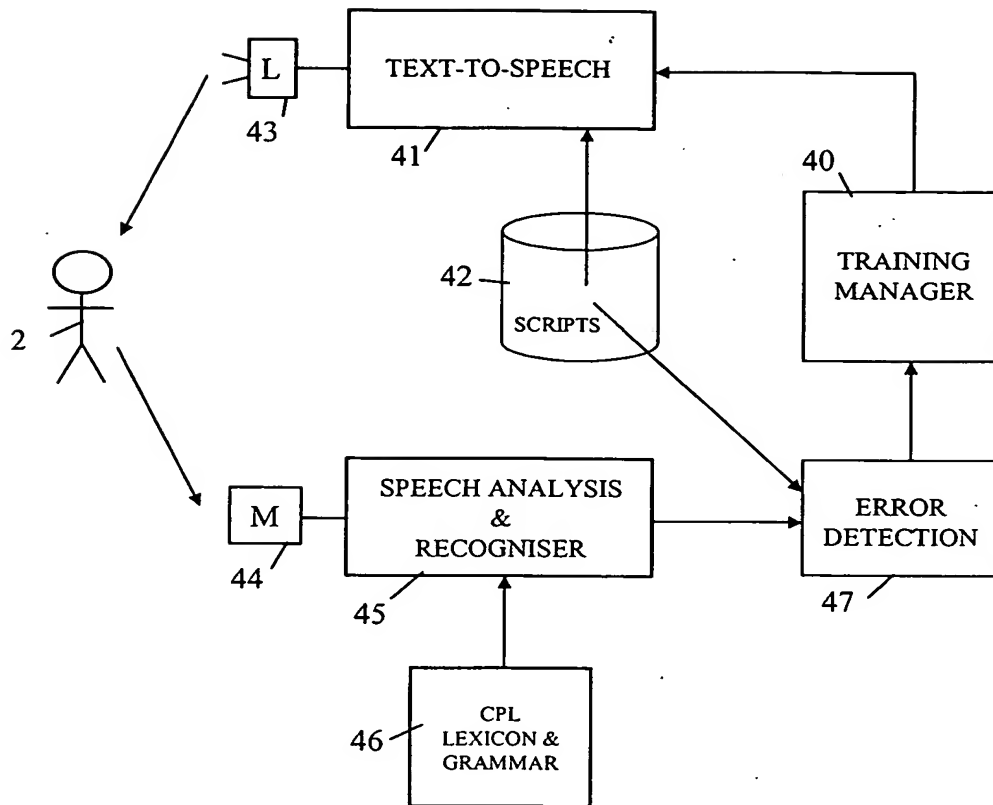 L
TEXT-TO-SPEECH
43
41
40
42
SCRIPTS
TRAINING
MANAGER
2
M
SPEECH ANALYSIS
&
RECOGNISER
ERROR
DETECTION
44
45
47
46
CPL
LEXICON &
GRAMMAR